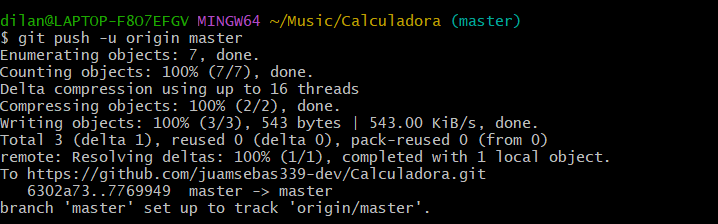 dilan@LAPTOP-F8O7EFGV MINGW64 ~/Music/Calculadora (master)
$ git push -u origin master
Enumerating objects: 7, done.
Counting objects: 100% (7/7), done.
Delta compression using up to 16 threads
Compressing objects: 100% (2/2), done.
Writing objects: 100% (3/3), 543 bytes | 543.00 KiB/s, done.
Total 3 (delta 1), reused 0 (delta 0), pack-reused 0 (from 0)
remote: Resolving deltas: 100% (1/1), completed with 1 local object.
To https://github.com/juamsebas339-dev/Calculadora.git
   6302a73..7769949  master -> master
branch 'master' set up to track 'origin/master'.